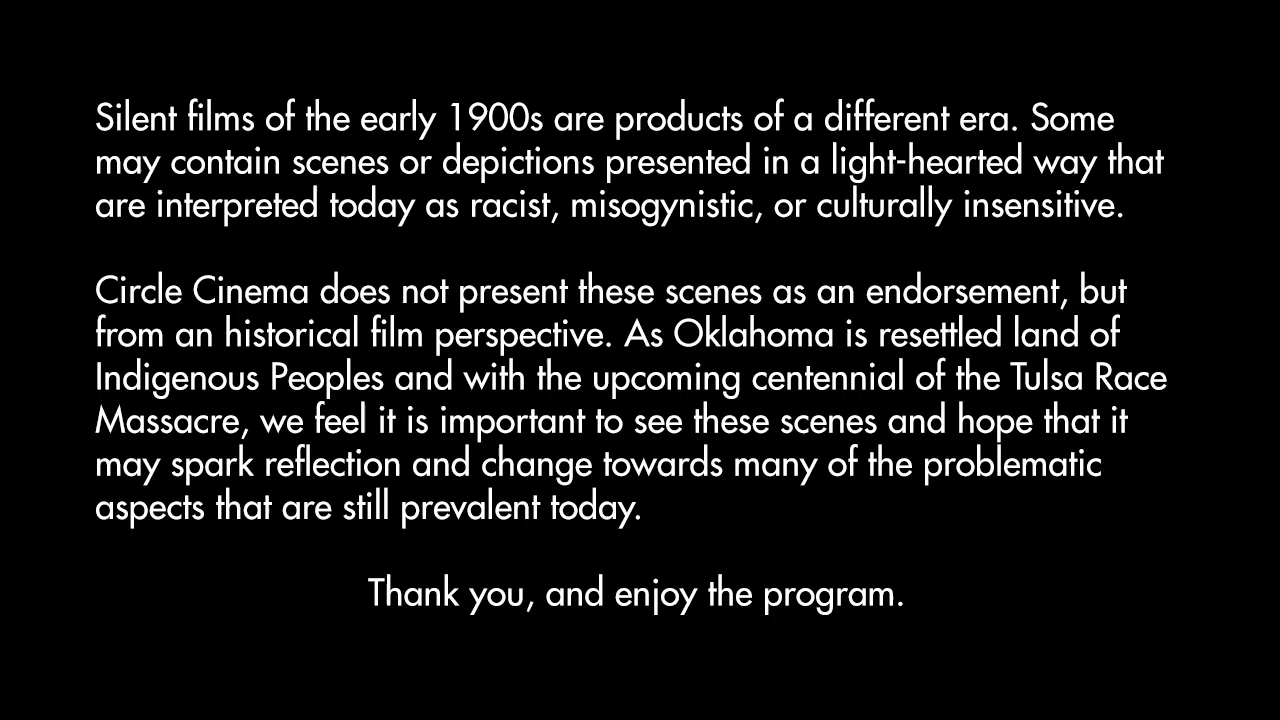 Silent films of the early 1900s are products of a different era. Some
may contain scenes or depictions presented in a light-hearted way that
are interpreted today as racist, misogynistic, or culturally insensitive.
Circle Cinema does not present these scenes as an endorsement, but
from an historical film perspective. As Oklahoma is resettled land of
Indigenous Peoples and with the upcoming centennial of the Tulsa Race
Massacre, we feel it is important to see these scenes and hope that it
may spark reflection and change towards many of the problematic
aspects that are still prevalent today.
Thank you, and enjoy the program.